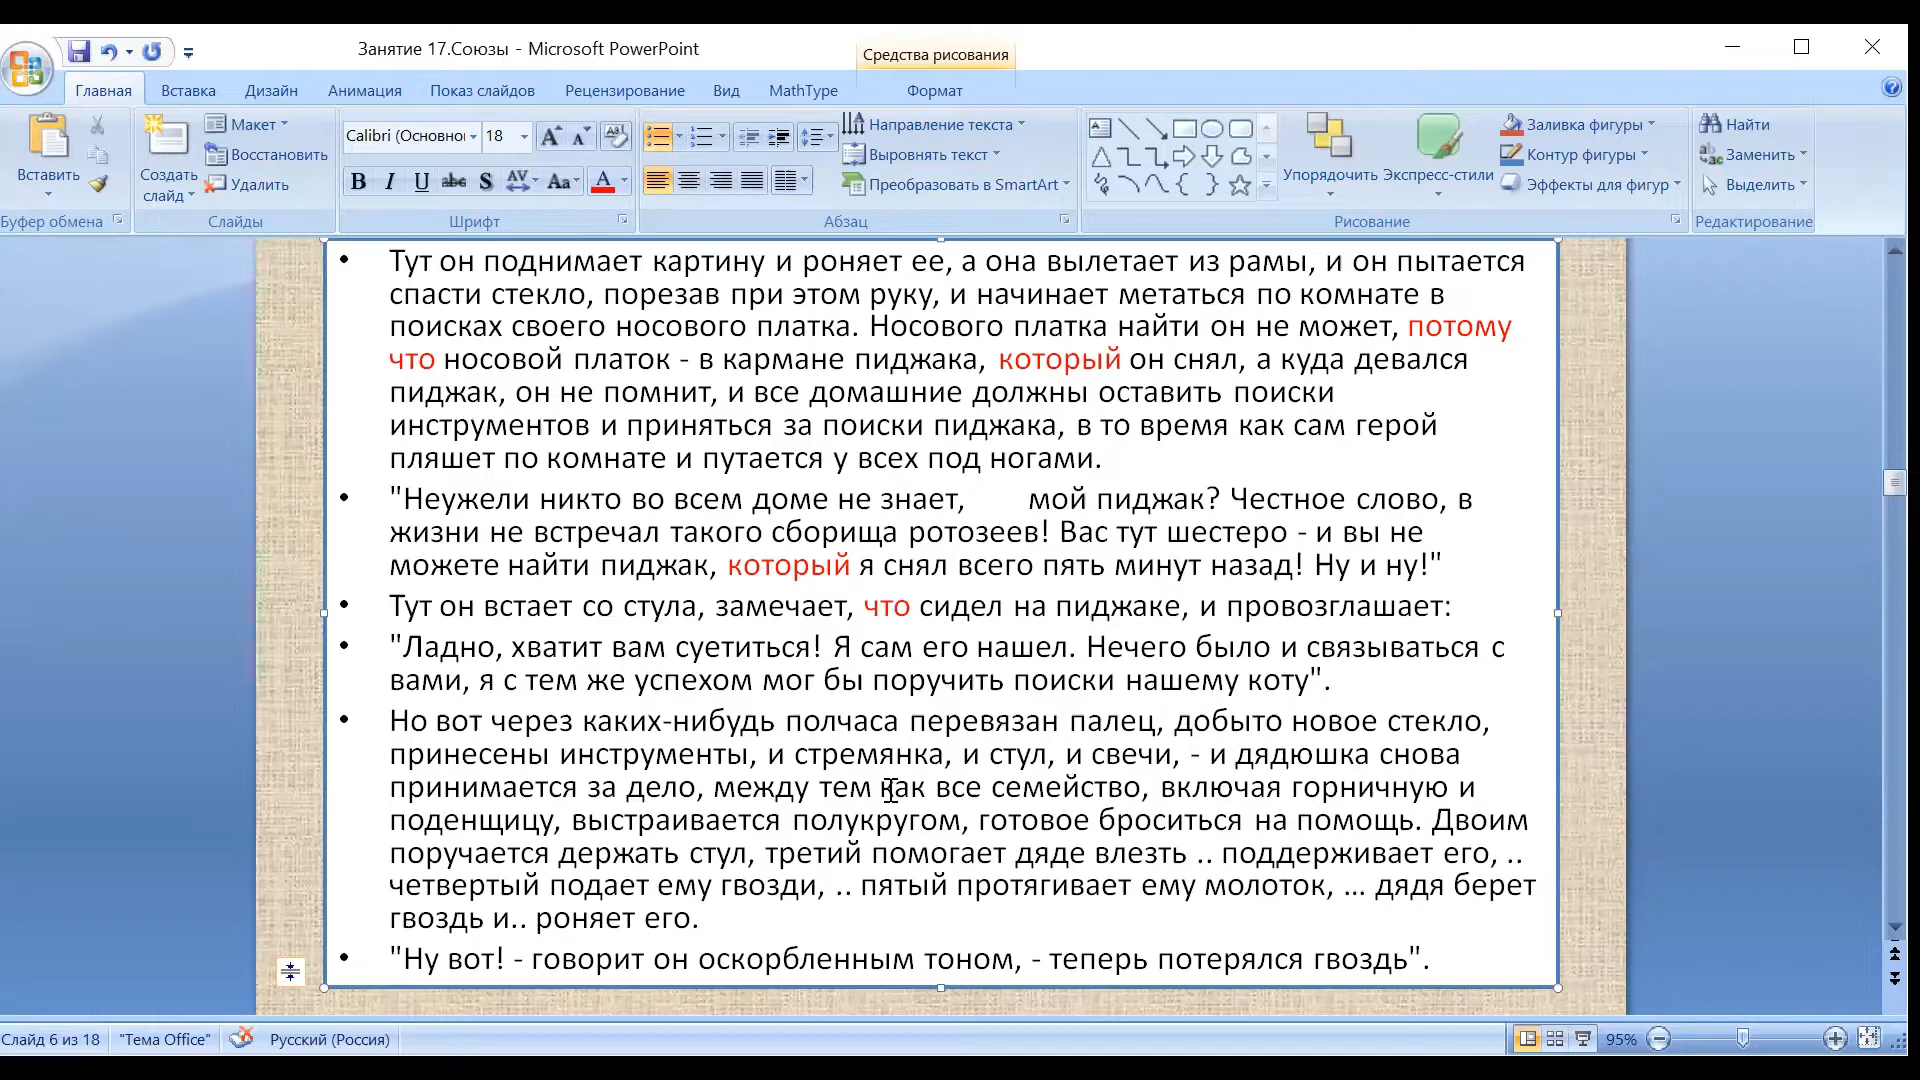 Занятие 17.Союзы - Microsoft PowerPoint
Средства рисования
Главная Вставка Дизайн Анимация Показ слайдов Рецензирование Вид MathType Формат
Вставить
Буфер обмена
Создать слайд
Макет
Восстановить
Удалить
Слайды
Calibri (Основної 18
Шрифт
Направление текста
Выровнять текст
Преобразовать в SmartArt
Абзац
Упорядочить Экспресс-стили
Заливка фигуры
Контур фигуры
Эффекты для фигур
Рисование
Найти
Заменить
Выделить
Редактирование
• Тут он поднимает картину и роняет ее, а она вылетает из рамы, и он пытается
спасти стекло, порезав при этом руку, и начинает метаться по комнате в
поисках своего носового платка. Носового платка найти он не может, потому
что носовой платок - в кармане пиджака, который он снял, а куда девался
пиджак, он не помнит, и все домашние должны оставить поиски
инструментов и приняться за поиски пиджака, в то время как сам герой
пляшет по комнате и путается у всех под ногами.
• "Неужели никто во всем доме не знает, мой пиджак? Честное слово, в
жизни не встречал такого сборища ротозеев! Вас тут шестеро - и вы не
можете найти пиджак, который я снял всего пять минут назад! Ну и ну!"
• Тут он встает со стула, замечает, что сидел на пиджаке, и провозглашает:
• "Ладно, хватит вам суетиться! Я сам его нашел. Нечего было и связываться с
вами, я с тем же успехом мог бы поручить поиски нашему коту".
• Но вот через каких-нибудь полчаса перевязан палец, добыто новое стекло,
принесены инструменты, и стремянка, и стул, и свечи, - и дядюшка снова
принимается за дело, между тем как все семейство, включая горничную и
поденщицу, выстраивается полукругом, готовое броситься на помощь. Двоим
поручается держать стул, третий помогает дяде влезть .. поддерживает его, ..
четвертый подает ему гвозди, .. пятый протягивает ему молоток, ... дядя берет
гвоздь и.. роняет его.
• "Ну вот! - говорит он оскорбленным тоном, - теперь потерялся гвоздь".
Слайд 6 из 18 "Тема Office" Русский (Россия) 95%